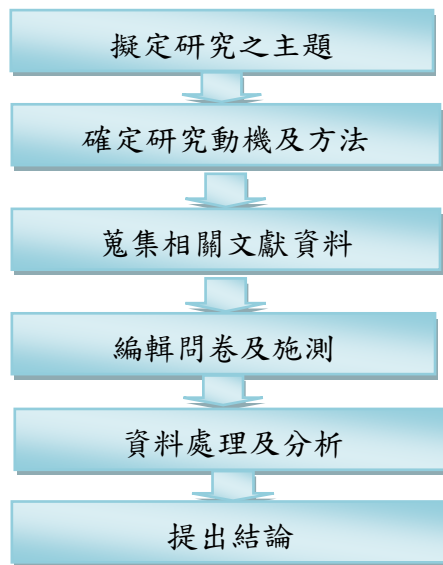 擬定研究之主題
確定研究動機及方法
蒐集相關文獻資料
編輯問卷及施測
資料處理及分析
提出結論